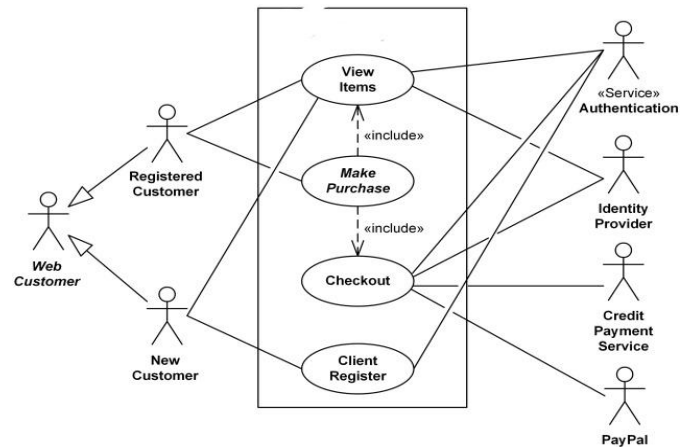 View
Items
«Service»
Authentication
«include»
Registered
Customer
Make
Purchase
Identity
Provider
«include»
Web
Customer
Checkout
New
Customer
Client
Register
Credit
Payment
Service
PayPal